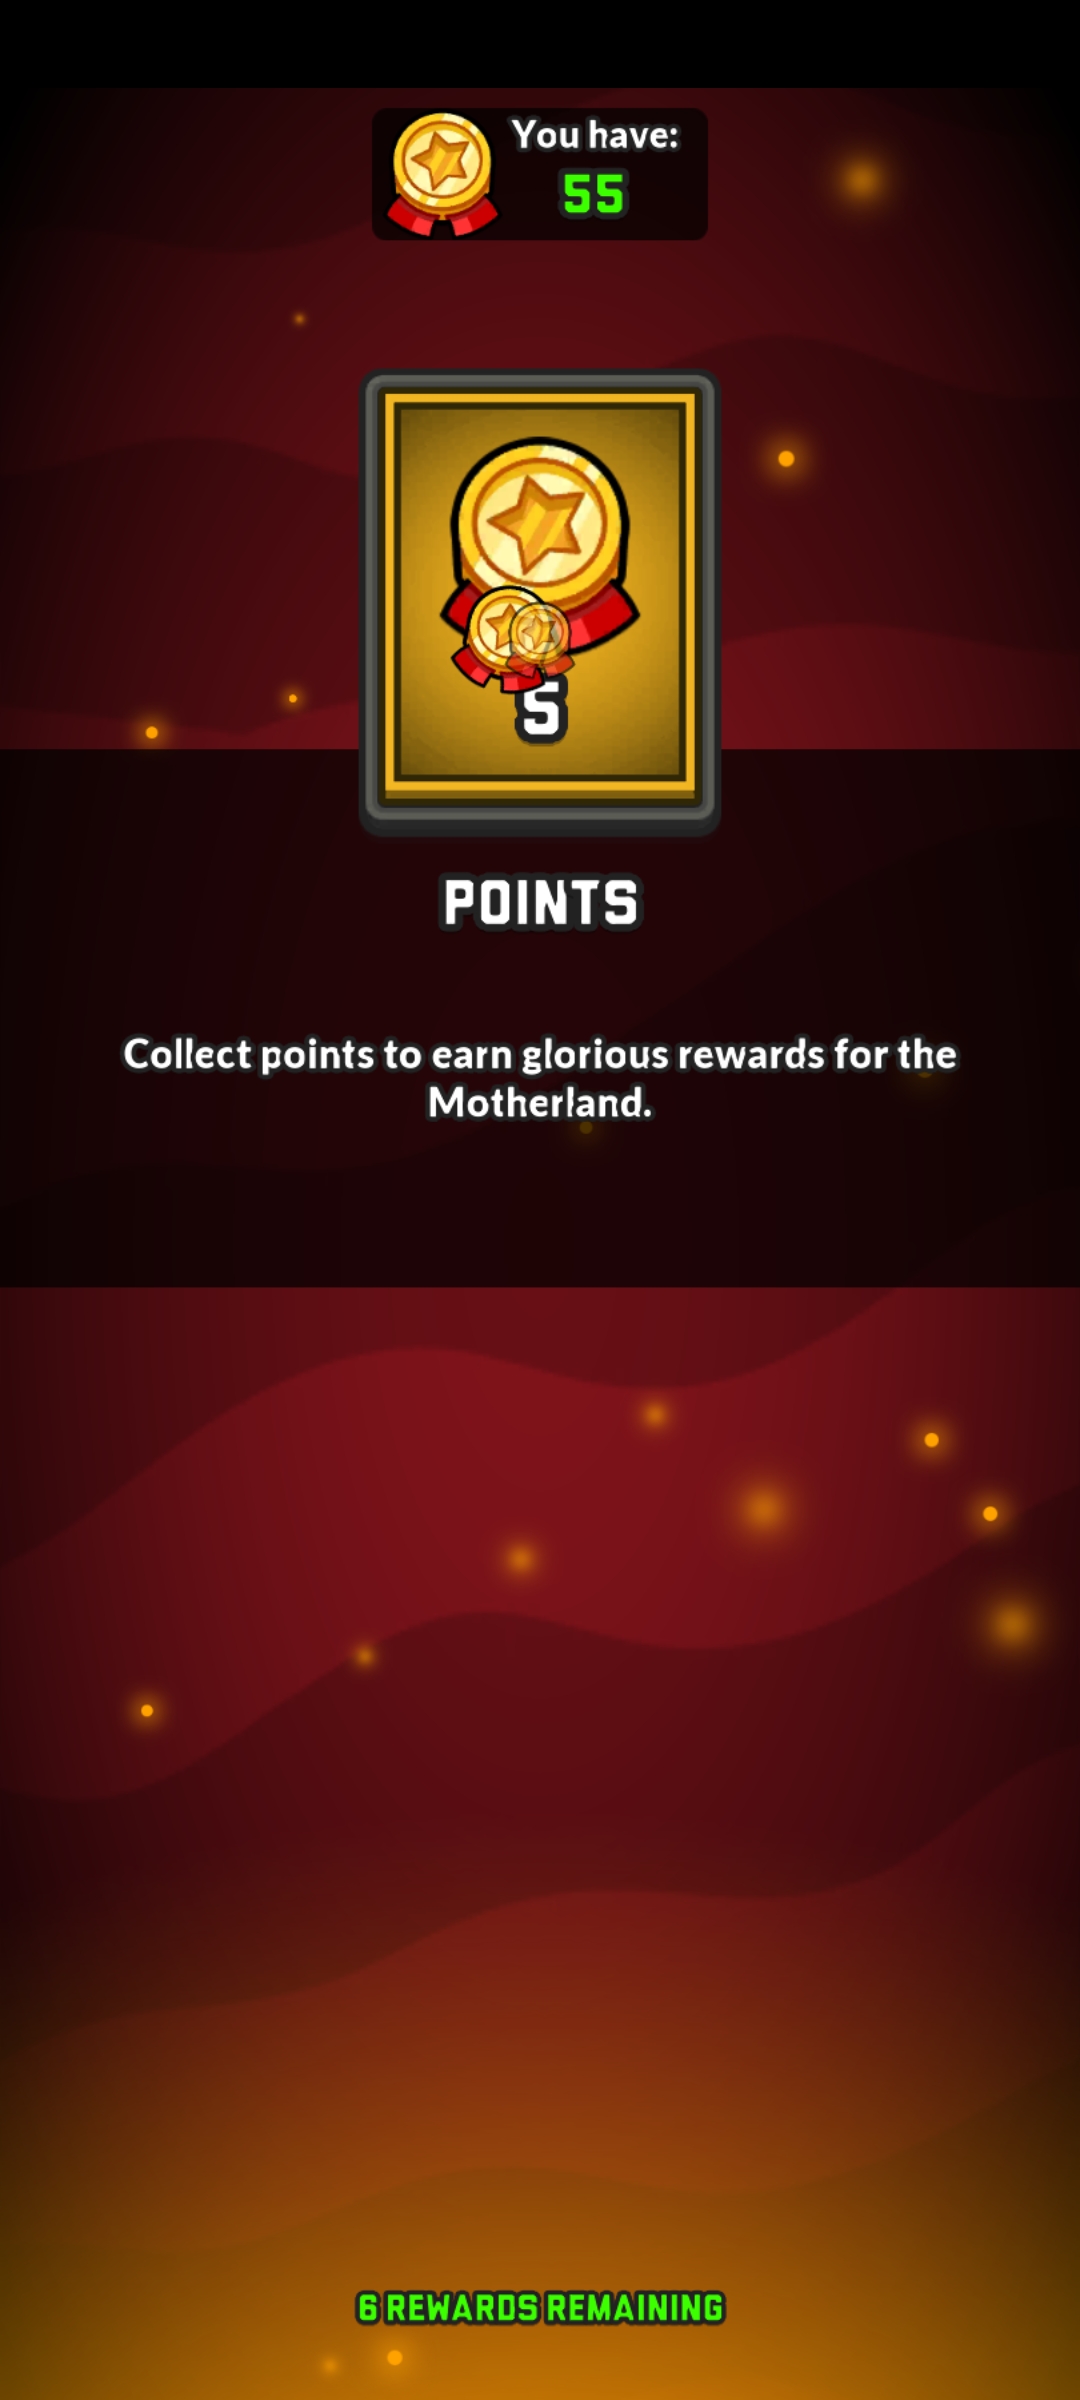 You have:
55
5
POINTS
Collect points to earn glorious rewards for the
Motherland.
6 REWARDS REMAINING